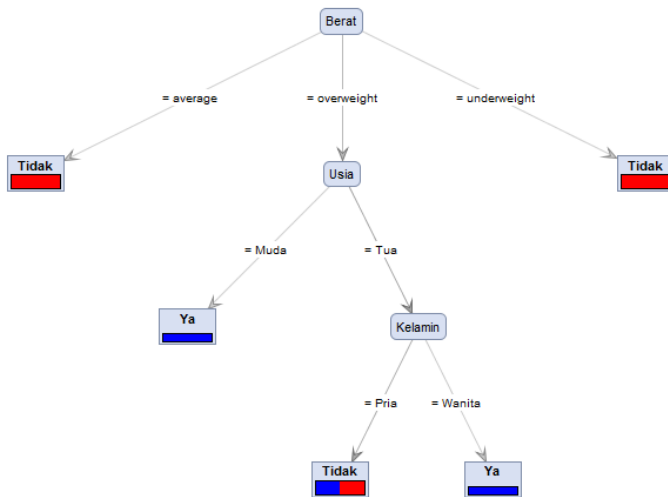 Berat
= average
= overweight
= underweight
Tidak
Tidak
Usia
= Muda
= Tua
Ya
Kelamin
= Pria
= Wanita
Tidak
Ya